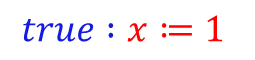 true : x := 1